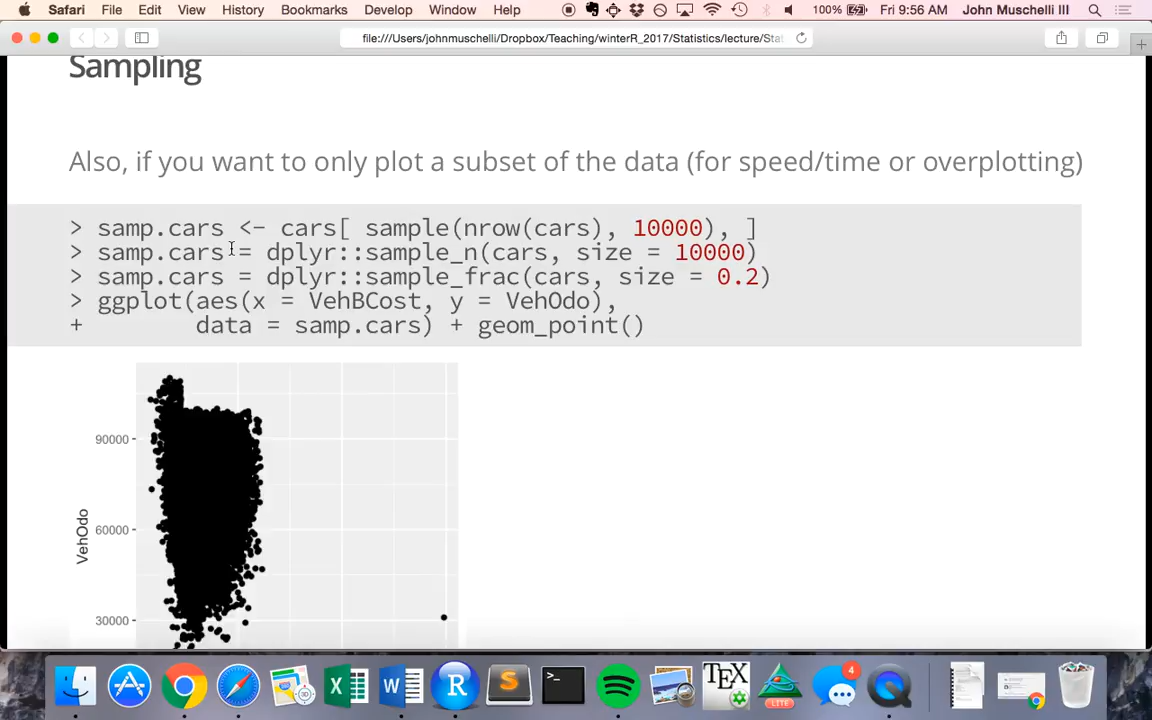 Safari File Edit View History Bookmarks Develop Window Help 100% Fri 9:56 AM John Muschelli III
file:///Users/johnmuschelli/Dropbox/Teaching/winterR_2017/Statistics/lecture/Stat
Sampling
Also, if you want to only plot a subset of the data (for speed/time or overplotting)
> samp.cars <- cars[ sample(nrow(cars), 10000), ]
> samp.cars = dplyr::sample_n(cars, size = 10000)
> samp.cars = dplyr::sample_frac(cars, size = 0.2)
> ggplot(aes(x = VehBCost, y = VehOdo),
+ data = samp.cars) + geom_point()
90000
60000
30000
VehOdo
X
W
R
S
>_
TEX
LITE
4